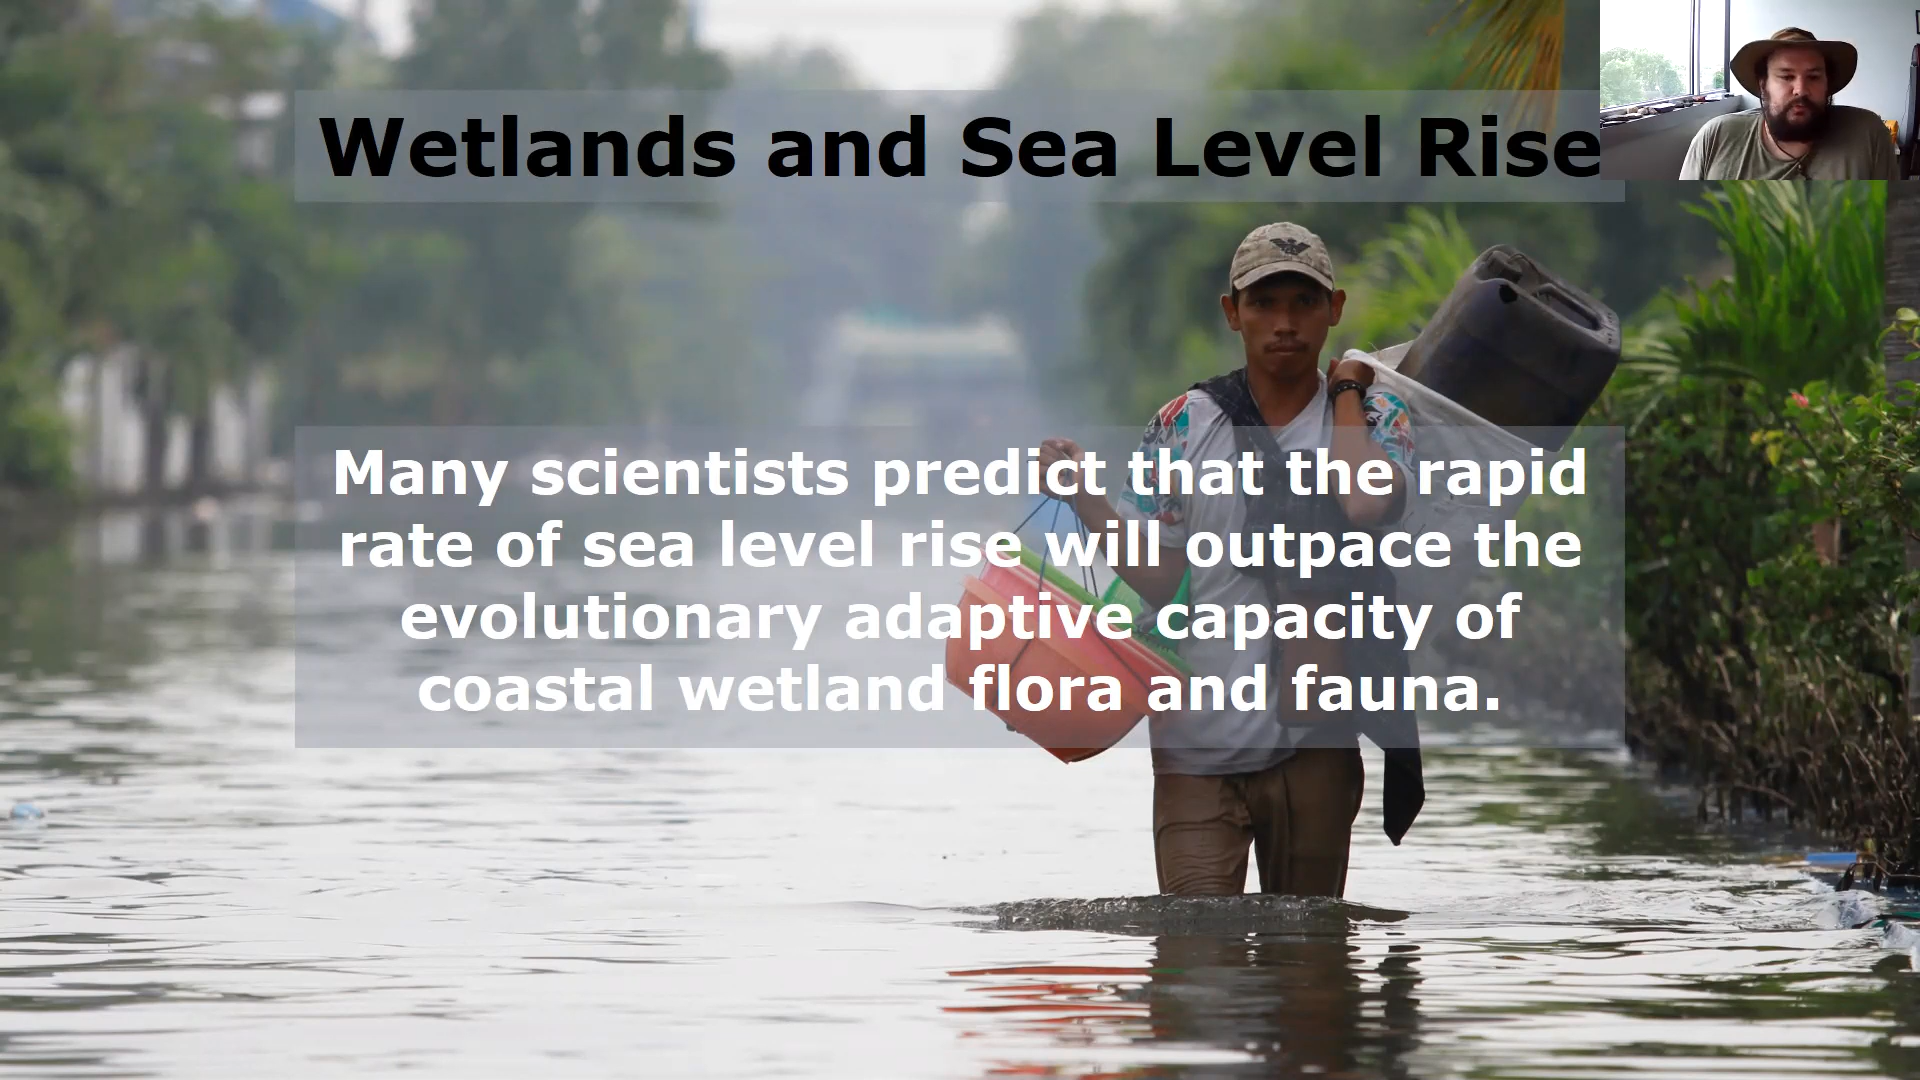 Wetlands and Sea Level Rise
Many scientists predict that the rapid
rate of sea level rise will outpace the
evolutionary adaptive capacity of
coastal wetland flora and fauna.